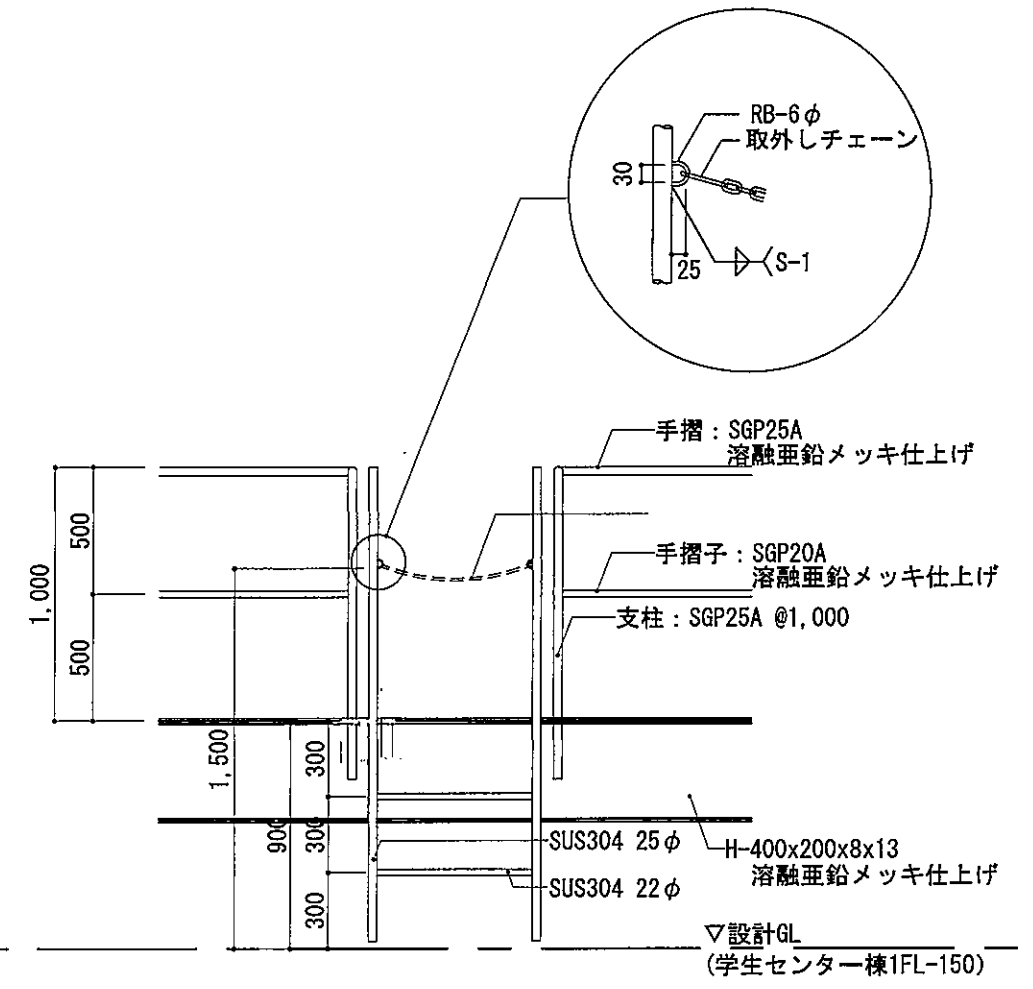 RB-6φ
取外しチェーン
30
25
S-1
手摺：SGP25A
溶融亜鉛メッキ仕上げ
500
手摺子：SGP20A
溶融亜鉛メッキ仕上げ
1,000
支柱：SGP25A @1,000
500
1,500
300
900
300
SUS304 25φ
H-400x200x8x13
溶融亜鉛メッキ仕上げ
SUS304 22φ
300
▽設計GL
(学生センター棟1FL-150)